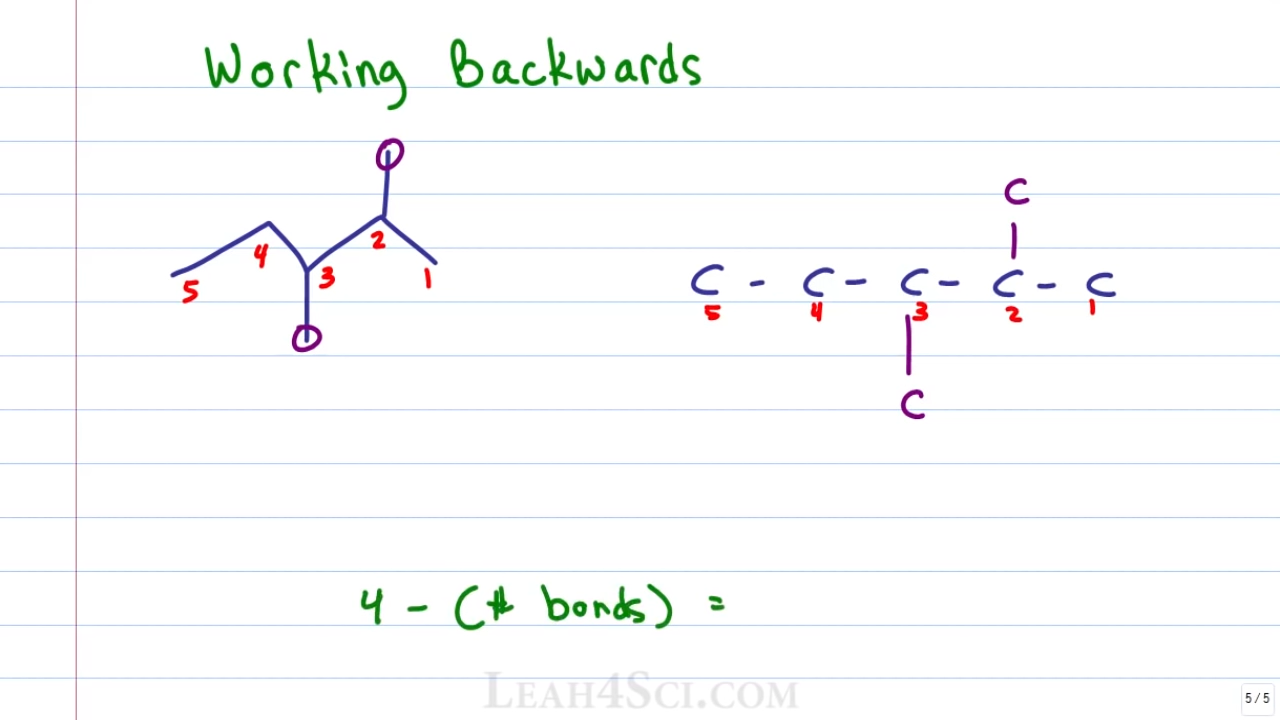 Working Backwards
4 2
5 3 1
C
C - C - C - C - C
5 4 3 2 1
C
4 - (# bonds) =
LEAH4SCI.COM
5/5